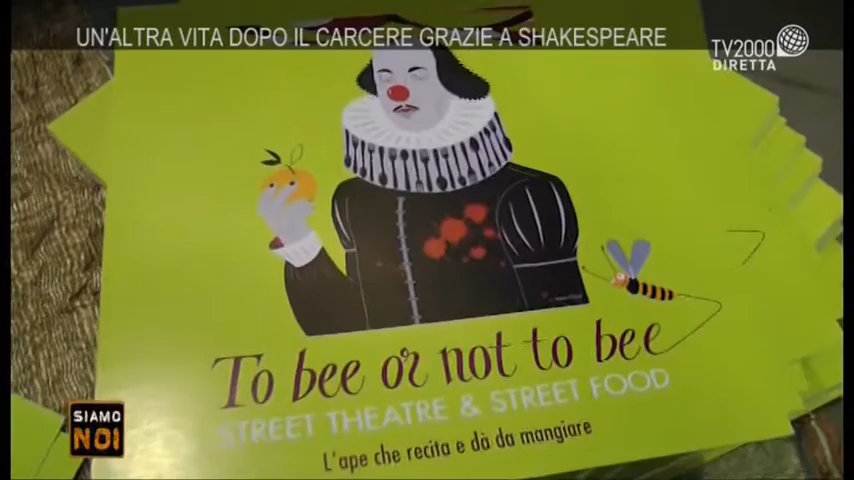 UN'ALTRA VITA DOPO IL CARCERE GRAZIE A SHAKESPEARE
TV2000
DIRETTA
To bee or not to bee
STREET THEATRE & STREET FOOD
L'ape che recita e dà da mangiare
SIAMO
NOI